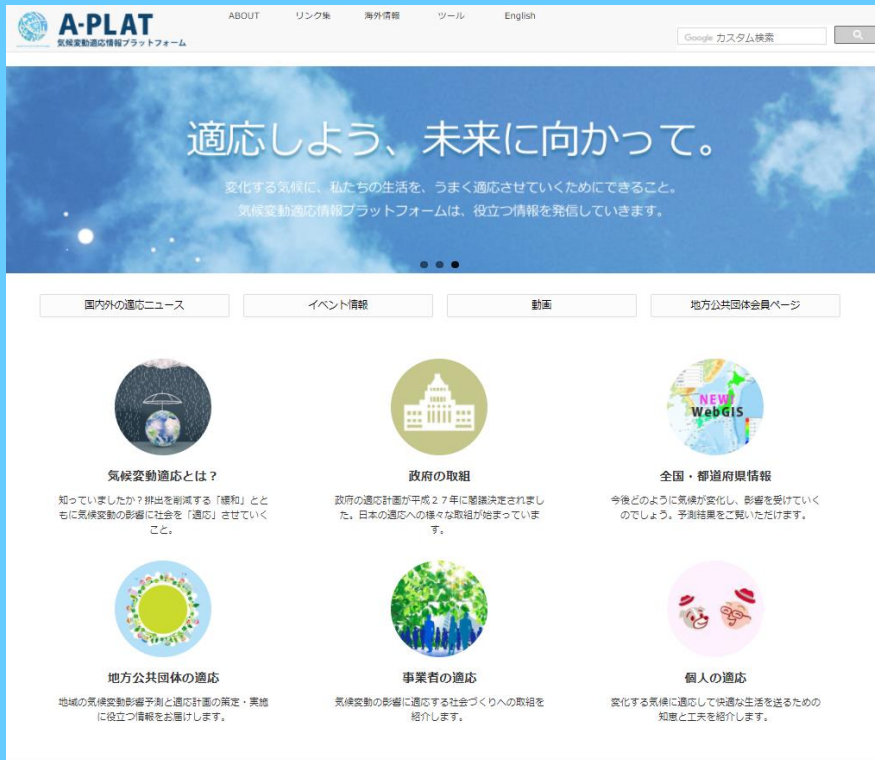 A-PLAT
気候変動適応情報プラットフォーム
ABOUT リンク集 海外情報 ツール English
Google カスタム検索
適応しよう、未来に向かって。
変化する気候に、私たちの生活を、うまく適応させていくためにできること。
気候変動適応情報プラットフォームは、役立つ情報を発信していきます。
国内外の適応ニュース イベント情報 動画 地方公共団体会員ページ
NEW!
WebGIS
気候変動適応とは?
知っていましたか?排出を削減する「緩和」とと
もに気候変動の影響に社会を「適応」させていく
こと。
政府の取組
政府の適応計画が平成27年に閣議決定されまし
た。日本の適応への様々な取組が始まっていま
す。
全国・都道府県情報
今後どのように気候が変化し、影響を受けていく
のでしょう。予測結果をご覧いただけます。
地方公共団体の適応
地域の気候変動影響予測と適応計画の策定・実施
に役立つ情報をお届けします。
事業者の適応
気候変動の影響に適応する社会づくりへの取組を
紹介します。
個人の適応
変化する気候に適応して快適な生活を送るための
知恵と工夫を紹介します。